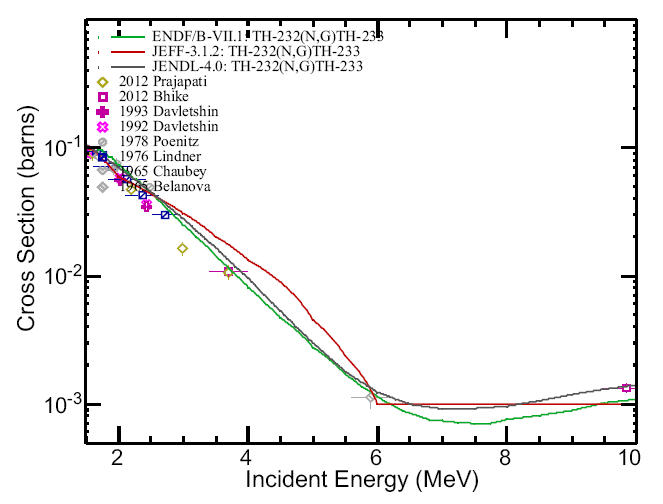 ENDF/B-VII.1: TH-232(N,G)TH-233
JEFF-3.1.2: TH-232(N,G)TH-233
JENDL-4.0: TH-232(N,G)TH-233
2012 Prajapati
2012 Bhike
1993 Davletshin
1992 Davletshin
1978 Poenitz
1976 Lindner
1965 Chaubey
1965 Belanova
Cross Section (barns)
10-1
10-2
10-3
2 4 6 8 10
Incident Energy (MeV)